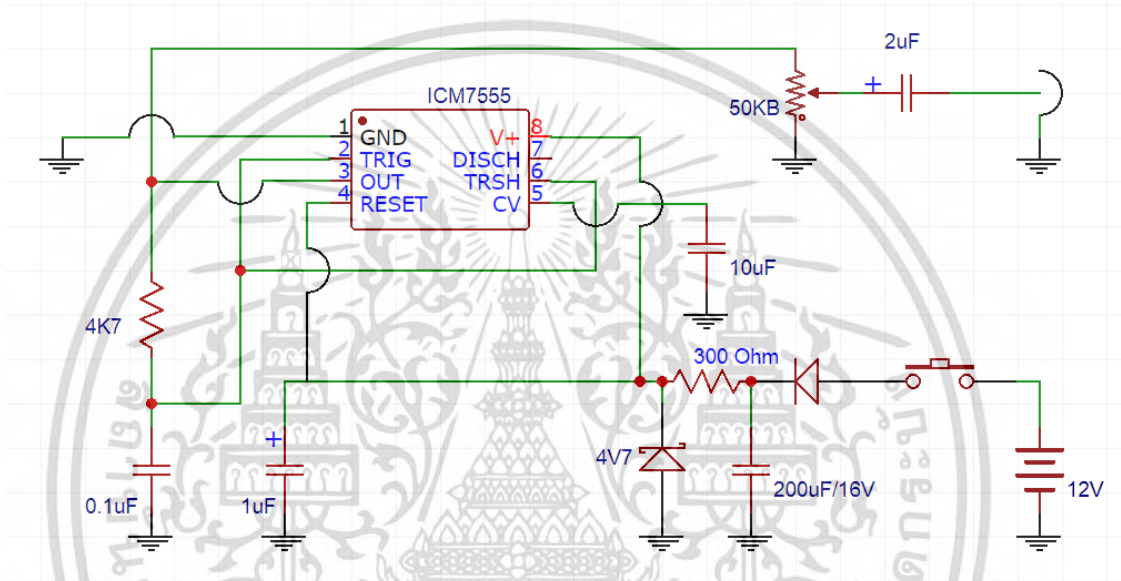 2uF
50KB
ICM7555
1 GND
2 TRIG
3 OUT
4 RESET
V+ 8
DISCH 7
TRSH 6
CV 5
10uF
4K7
300 Ohm
+
+
4V7
0.1uF
1uF
200uF/16V
12V